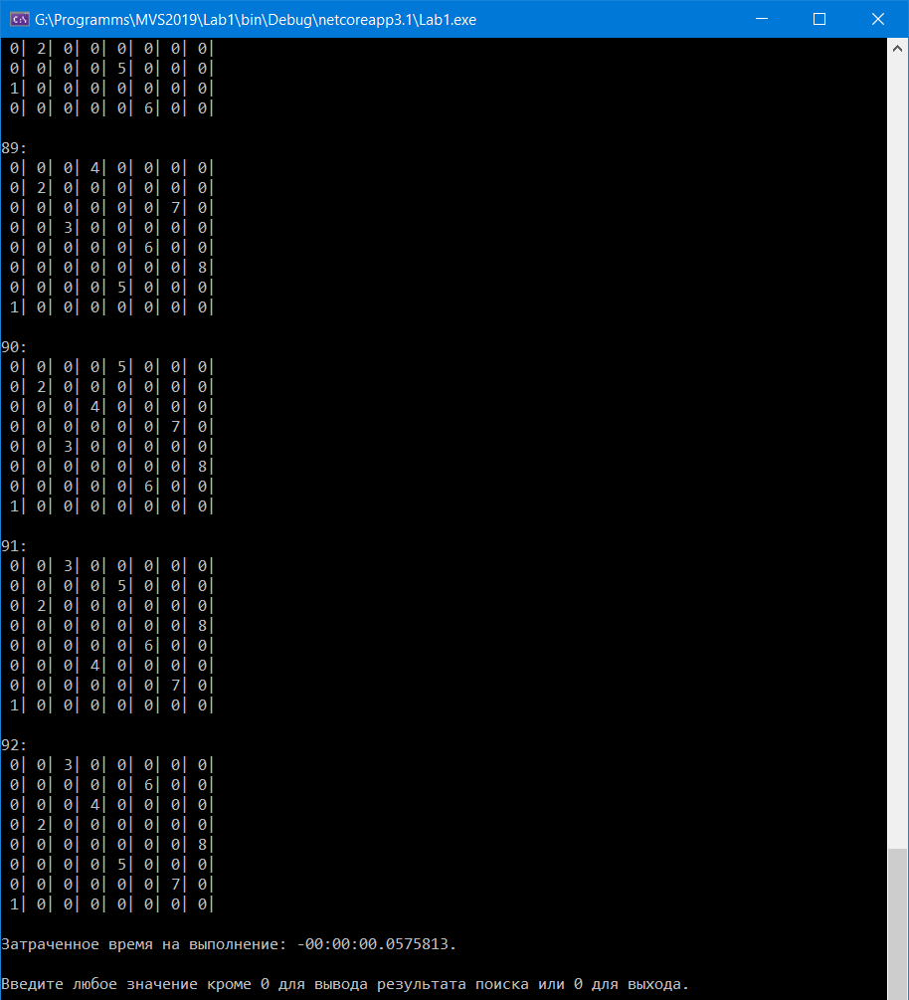 G:\Programms\MVS2019\Lab1\bin\Debug\netcoreapp3.1\Lab1.exe
0| 2| 0| 0| 0| 0| 0| 0|
0| 0| 0| 0| 5| 0| 0| 0|
1| 0| 0| 0| 0| 0| 0| 0|
0| 0| 0| 0| 0| 6| 0| 0|
89:
0| 0| 0| 4| 0| 0| 0| 0|
0| 2| 0| 0| 0| 0| 0| 0|
0| 0| 0| 0| 0| 0| 7| 0|
0| 0| 3| 0| 0| 0| 0| 0|
0| 0| 0| 0| 0| 6| 0| 0|
0| 0| 0| 0| 0| 0| 0| 8|
0| 0| 0| 0| 5| 0| 0| 0|
1| 0| 0| 0| 0| 0| 0| 0|
90:
0| 0| 0| 0| 5| 0| 0| 0|
0| 2| 0| 0| 0| 0| 0| 0|
0| 0| 0| 4| 0| 0| 0| 0|
0| 0| 0| 0| 0| 0| 7| 0|
0| 0| 3| 0| 0| 0| 0| 0|
0| 0| 0| 0| 0| 0| 0| 8|
0| 0| 0| 0| 0| 6| 0| 0|
1| 0| 0| 0| 0| 0| 0| 0|
91:
0| 0| 3| 0| 0| 0| 0| 0|
0| 0| 0| 0| 5| 0| 0| 0|
0| 2| 0| 0| 0| 0| 0| 0|
0| 0| 0| 0| 0| 0| 0| 8|
0| 0| 0| 0| 0| 6| 0| 0|
0| 0| 0| 4| 0| 0| 0| 0|
0| 0| 0| 0| 0| 0| 7| 0|
1| 0| 0| 0| 0| 0| 0| 0|
92:
0| 0| 3| 0| 0| 0| 0| 0|
0| 0| 0| 0| 0| 6| 0| 0|
0| 0| 0| 4| 0| 0| 0| 0|
0| 2| 0| 0| 0| 0| 0| 0|
0| 0| 0| 0| 0| 0| 0| 8|
0| 0| 0| 0| 5| 0| 0| 0|
0| 0| 0| 0| 0| 0| 7| 0|
1| 0| 0| 0| 0| 0| 0| 0|
Затраченное время на выполнение: -00:00:00.0575813.
Введите любое значение кроме 0 для вывода результата поиска или 0 для выхода.